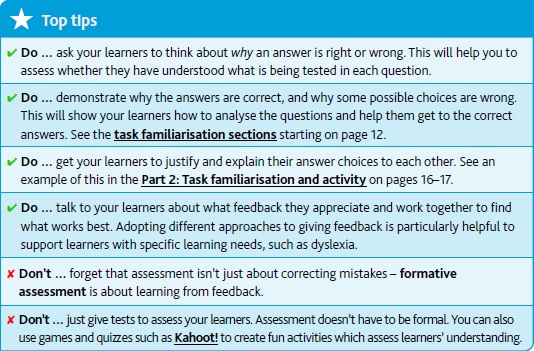 Top tips
✔ Do ... ask your learners to think about why an answer is right or wrong. This will help you to
assess whether they have understood what is being tested in each question.
✔ Do ... demonstrate why the answers are correct, and why some possible choices are wrong.
This will show your learners how to analyse the questions and help them get to the correct
answers. See the task familiarisation sections starting on page 12.
✔ Do ... get your learners to justify and explain their answer choices to each other. See an
example of this in the Part 2: Task familiarisation and activity on pages 16–17.
✔ Do ... talk to your learners about what feedback they appreciate and work together to find
what works best. Adopting different approaches to giving feedback is particularly helpful to
support learners with specific learning needs, such as dyslexia.
✘ Don't ... forget that assessment isn't just about correcting mistakes – formative
assessment is about learning from feedback.
✘ Don't ... just give tests to assess your learners. Assessment doesn't have to be formal. You can also
use games and quizzes such as Kahoot! to create fun activities which assess learners' understanding.